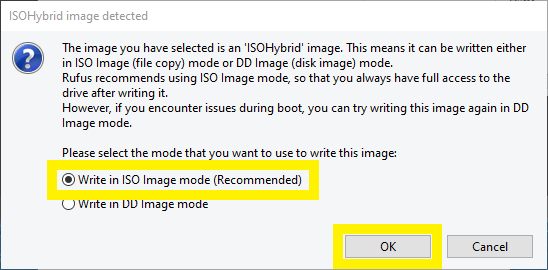 ISOHybrid image detected
The image you have selected is an 'ISOHybrid' image. This means it can be written either
in ISO Image (file copy) mode or DD Image (disk image) mode.
Rufus recommends using ISO Image mode, so that you always have full access to the
drive after writing it.
However, if you encounter issues during boot, you can try writing this image again in DD
Image mode.
Please select the mode that you want to use to write this image:
Write in ISO Image mode (Recommended)
Write in DD Image mode
OK
Cancel